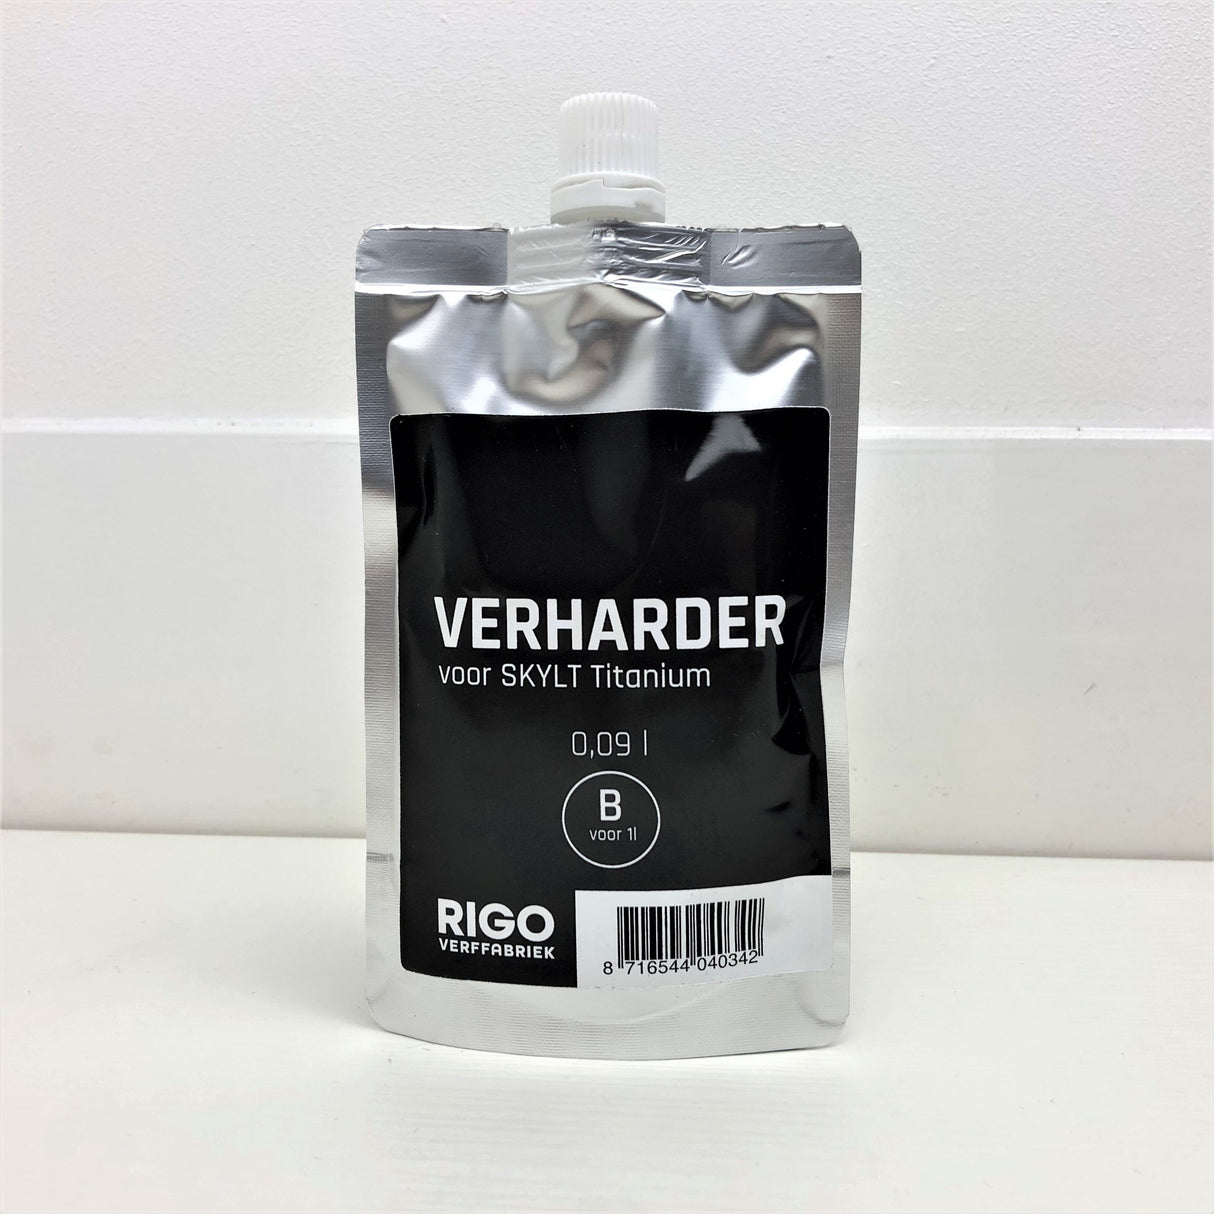 VERHARDER
voor SKYLT Titanium
0,09 l
B
voor 1l
RIGO
VERFFABRIEK
8 716544 040342